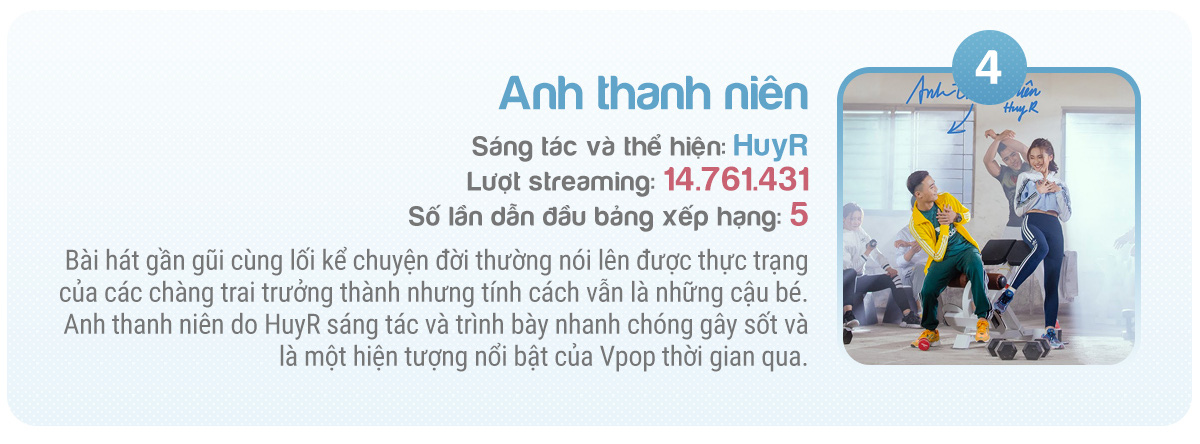 Anh thanh niên
Sáng tác và thể hiện: HuyR
Lượt streaming: 14.761.431
Số lần dẫn đầu bảng xếp hạng: 5
Bài hát gần gũi cùng lối kể chuyện đời thường nói lên được thực trạng
của các chàng trai trưởng thành nhưng tính cách vẫn là những cậu bé.
Anh thanh niên do HuyR sáng tác và trình bày nhanh chóng gây sốt và
là một hiện tượng nổi bật của Vpop thời gian qua.
4
Anh
HuyR